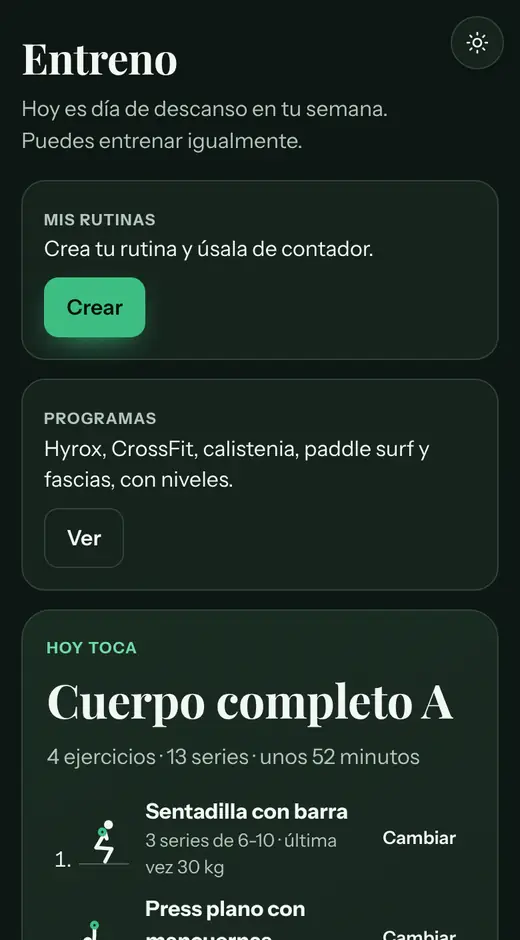 Entreno
Hoy es día de descanso en tu semana.
Puedes entrenar igualmente.
MIS RUTINAS
Crea tu rutina y úsala de contador.
Crear
PROGRAMAS
Hyrox, CrossFit, calistenia, paddle surf y
fascias, con niveles.
Ver
HOY TOCA
Cuerpo completo A
4 ejercicios · 13 series · unos 52 minutos
1.
Sentadilla con barra
3 series de 6-10 · última
vez 30 kg
Cambiar
Press plano con
mancuernas
Cambiar